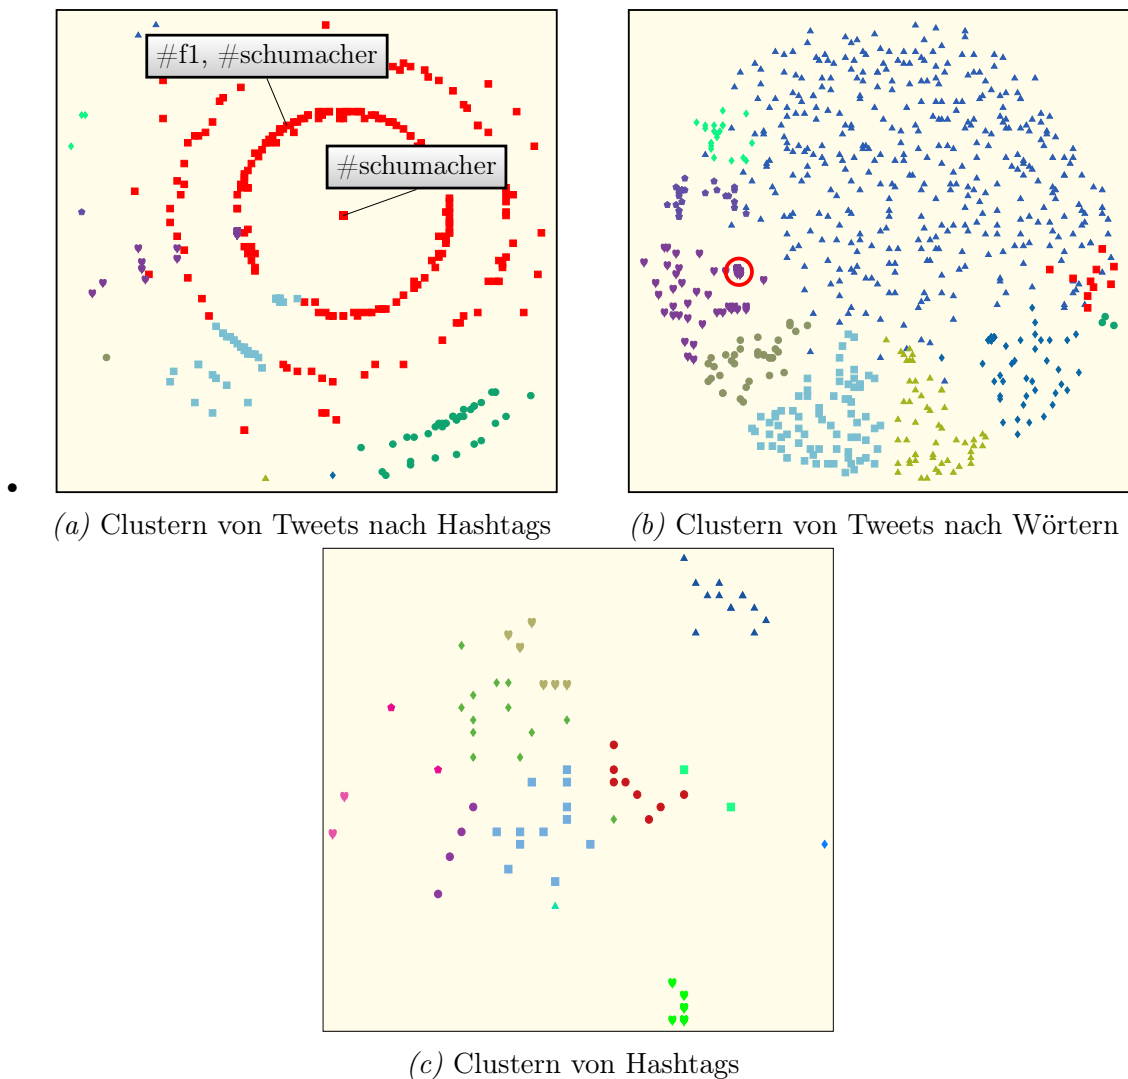 #f1, #schumacher
#schumacher
(a) Clustern von Tweets nach Hashtags
(b) Clustern von Tweets nach Wörtern
(c) Clustern von Hashtags